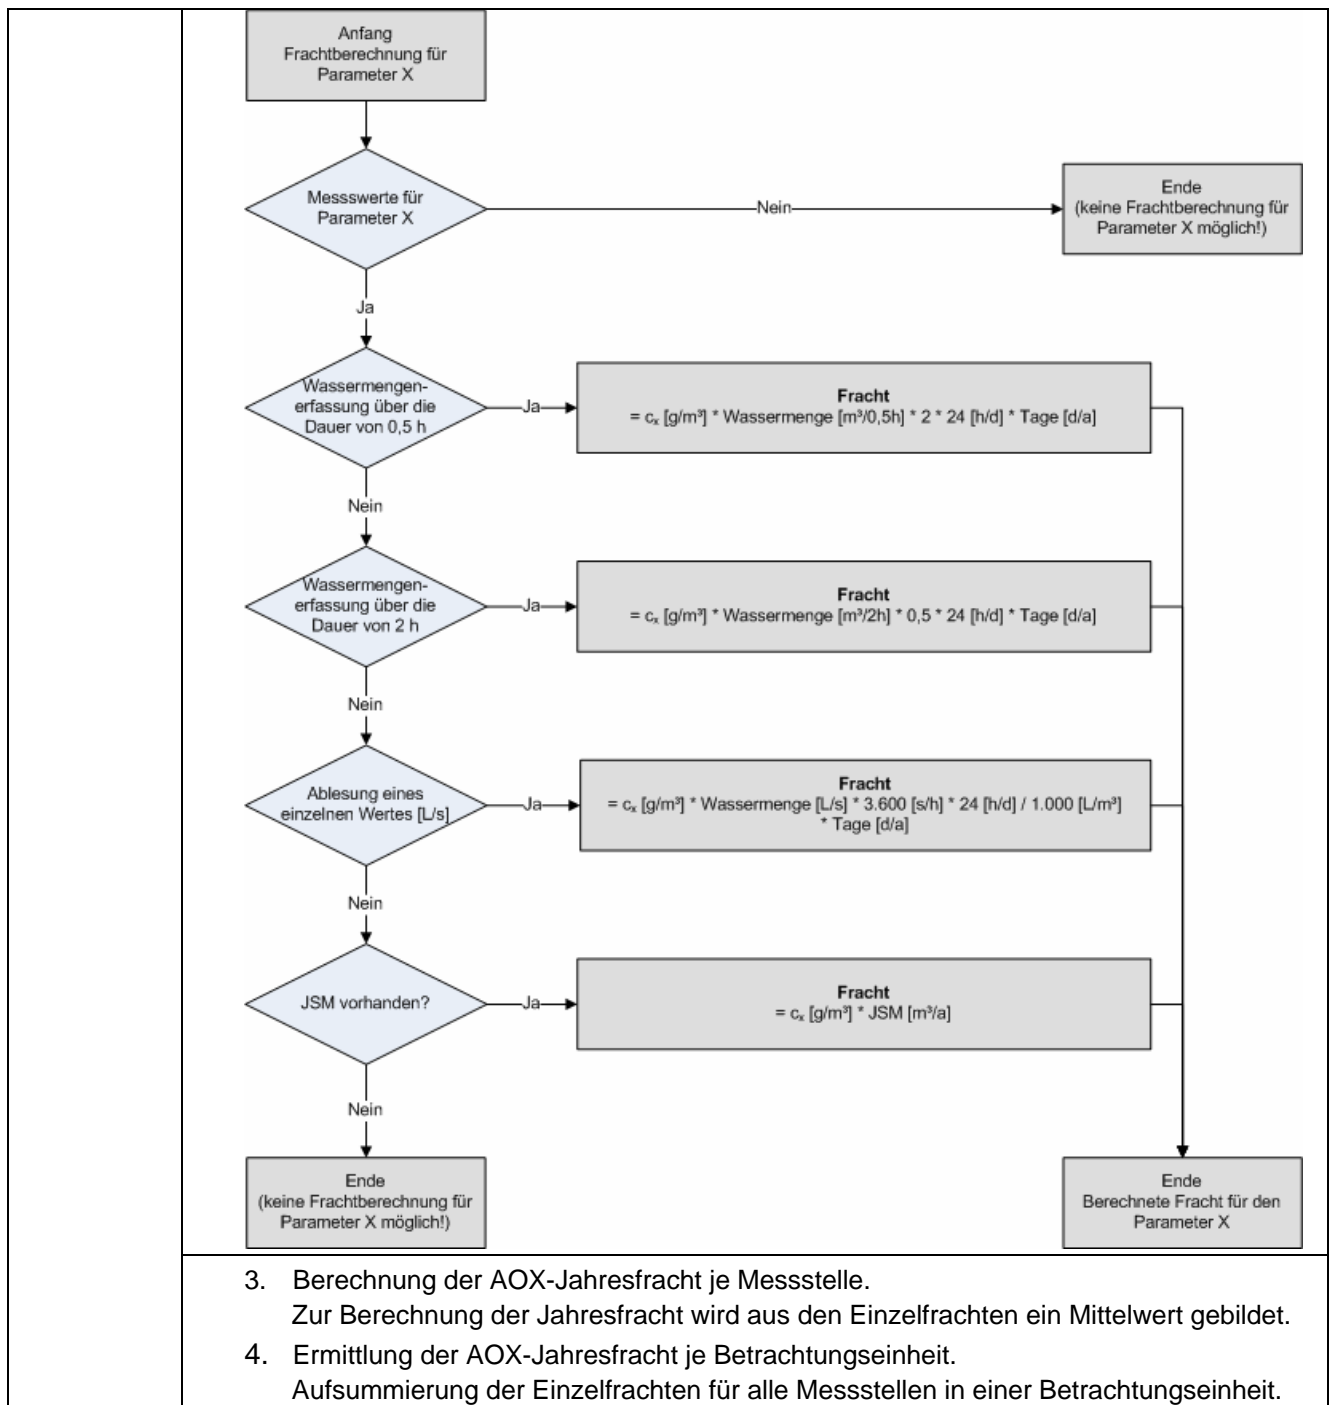 Anfang
Frachtberechnung für
Parameter X
Messswerte für
Parameter X
Nein
Ende
(keine Frachtberechnung für
Parameter X möglich!)
Ja
Wassermengen-
erfassung über die
Dauer von 0,5 h
Ja
Fracht
= cₓ [g/m³] * Wassermenge [m³/0,5h] * 2 * 24 [h/d] * Tage [d/a]
Nein
Wassermengen-
erfassung über die
Dauer von 2 h
Ja
Fracht
= cₓ [g/m³] * Wassermenge [m³/2h] * 0,5 * 24 [h/d] * Tage [d/a]
Nein
Ablesung eines
einzelnen Wertes [L/s]
Ja
Fracht
= cₓ [g/m³] * Wassermenge [L/s] * 3.600 [s/h] * 24 [h/d] / 1.000 [L/m³]
* Tage [d/a]
Nein
JSM vorhanden?
Ja
Fracht
= cₓ [g/m³] * JSM [m³/a]
Nein
Ende
(keine Frachtberechnung für
Parameter X möglich!)
Ende
Berechnete Fracht für den
Parameter X
3. Berechnung der AOX-Jahresfracht je Messstelle.
Zur Berechnung der Jahresfracht wird aus den Einzelfrachten ein Mittelwert gebildet.
4. Ermittlung der AOX-Jahresfracht je Betrachtungseinheit.
Aufsummierung der Einzelfrachten für alle Messstellen in einer Betrachtungseinheit.